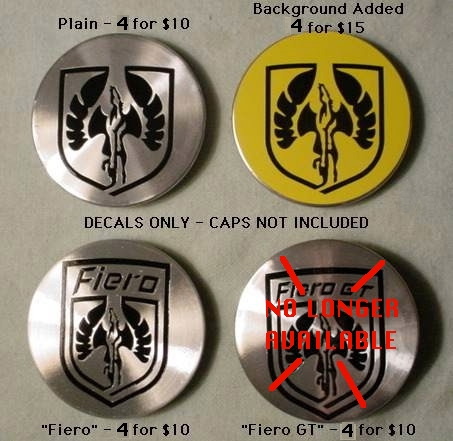 Plain - 4 for $10
Background Added
4 for $15
DECALS ONLY - CAPS NOT INCLUDED
Fiero
Fiero GT
NO LONGER
AVAILABLE
"Fiero" - 4 for $10
"Fiero GT" - 4 for $10